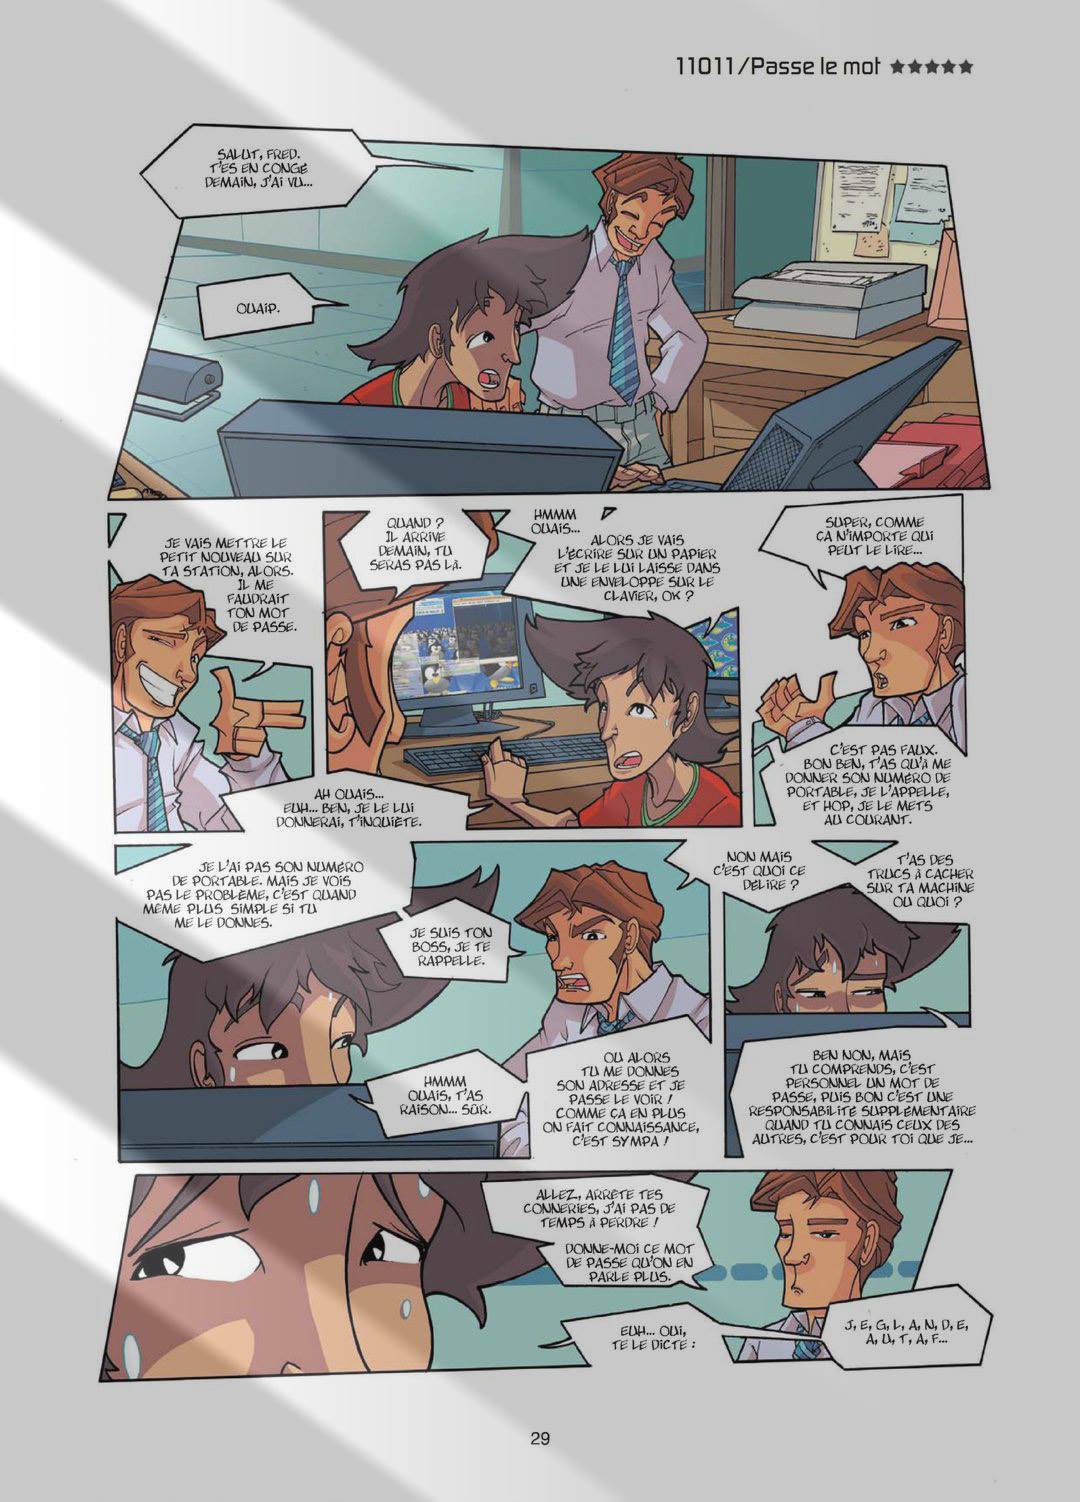 11011/Passe le mot ★★★★★
SALUT, FRED.
T'ES EN CONGÉ
DEMAIN, J'AI VU...
OUAIP.
JE VAIS METTRE LE
PETIT NOUVEAU SUR
TA STATION, ALORS.
IL ME
FAUDRAIT
TON MOT
DE PASSE.
QUAND ?
IL ARRIVE
DEMAIN, TU
SERAS PAS LÀ.
AH OUAIS...
EUH... BEN, JE LE LUI
DONNERAI, T'INQUIÈTE.
HMMM
OUAIS...
ALORS JE VAIS
L'ÉCRIRE SUR UN PAPIER
ET JE LE LUI LAISSE DANS
UNE ENVELOPPE SUR LE
CLAVIER, OK ?
SUPER, COMME
ÇA N'IMPORTE QUI
PEUT LE LIRE...
C'EST PAS FAUX.
BON BEN, T'AS QU'À ME
DONNER SON NUMÉRO DE
PORTABLE, JE L'APPELLE,
ET HOP, JE LE METS
AU COURANT.
JE L'AI PAS SON NUMÉRO
DE PORTABLE. MAIS JE VOIS
PAS LE PROBLÈME, C'EST QUAND
MÊME PLUS SIMPLE SI TU
ME LE DONNES.
JE SUIS TON
BOSS, JE TE
RAPPELLE.
HMMM
OUAIS, T'AS
RAISON... SÛR.
OU ALORS
TU ME DONNES
SON ADRESSE ET JE
PASSE LE VOIR !
COMME ÇA EN PLUS
ON FAIT CONNAISSANCE,
C'EST SYMPA !
NON MAIS
C'EST QUOI CE
DÉLIRE ?
T'AS DES
TRUCS À CACHER
SUR TA MACHINE
OU QUOI ?
BEN NON, MAIS
TU COMPRENDS, C'EST
PERSONNEL UN MOT DE
PASSE, PUIS BON C'EST UNE
RESPONSABILITÉ SUPPLÉMENTAIRE
QUAND TU CONNAIS CEUX DES
AUTRES, C'EST POUR TOI QUE JE...
ALLEZ, ARRÊTE TES
CONNERIES, J'AI PAS DE
TEMPS À PERDRE !
DONNE-MOI CE MOT
DE PASSE QU'ON EN
PARLE PLUS.
EUH... OUI,
TE LE DICTE :
J, E, G, L, A, N, D, E,
A, U, T, A, F...
29